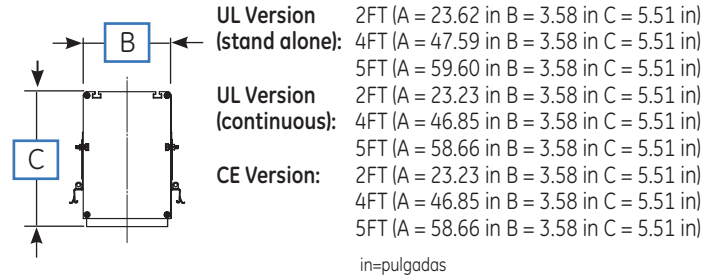 B
C
UL Version (stand alone):
2FT (A = 23.62 in B = 3.58 in C = 5.51 in)
4FT (A = 47.59 in B = 3.58 in C = 5.51 in)
5FT (A = 59.60 in B = 3.58 in C = 5.51 in)
UL Version (continuous):
2FT (A = 23.23 in B = 3.58 in C = 5.51 in)
4FT (A = 46.85 in B = 3.58 in C = 5.51 in)
5FT (A = 58.66 in B = 3.58 in C = 5.51 in)
CE Version:
2FT (A = 23.23 in B = 3.58 in C = 5.51 in)
4FT (A = 46.85 in B = 3.58 in C = 5.51 in)
5FT (A = 58.66 in B = 3.58 in C = 5.51 in)
in=pulgadas